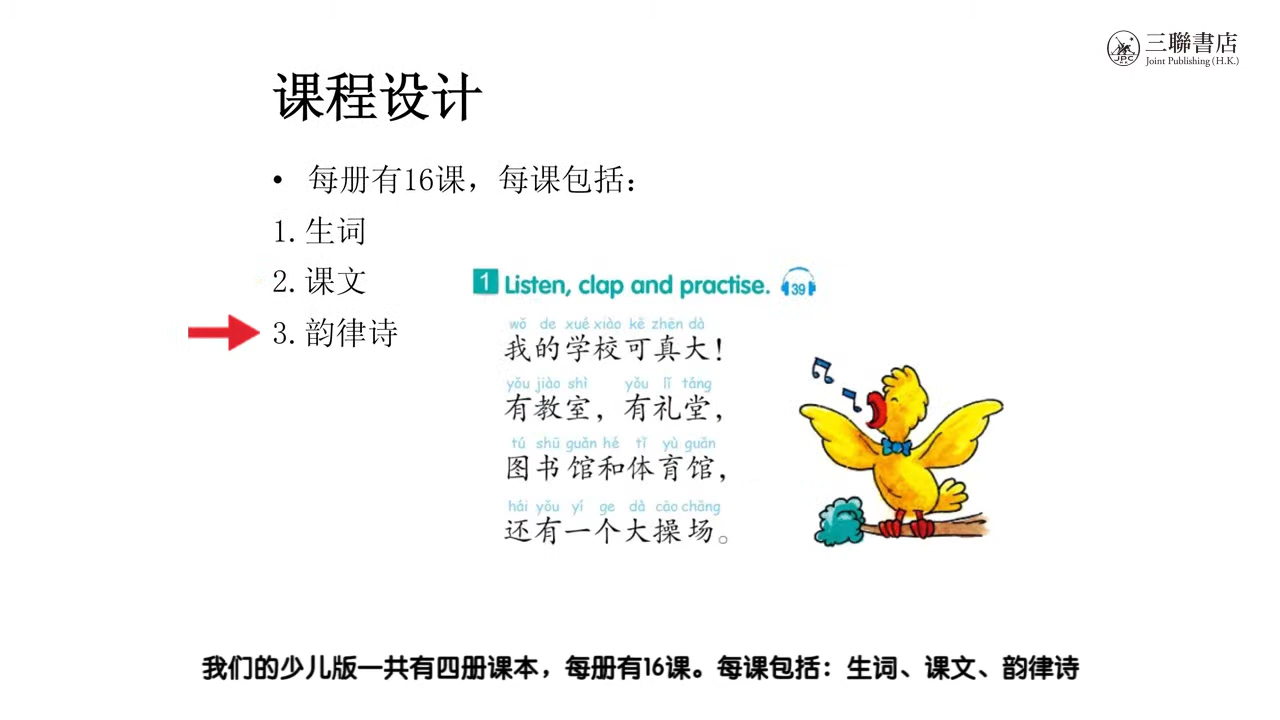 三聯書店
Joint Publishing (H.K.)
JPC
课程设计
• 每册有16课，每课包括：
1.生词
2.课文
3.韵律诗
1 Listen, clap and practise. 39
wǒ de xué xiào kě zhēn dà
我的学校可真大！
yǒu jiào shì yǒu lǐ táng
有教室，有礼堂，
tú shū guǎn hé tǐ yù guǎn
图书馆和体育馆，
hái yǒu yí ge dà cāo chǎng
还有一个大操场。
我们的少儿版一共有四册课本，每册有16课。每课包括：生词、课文、韵律诗